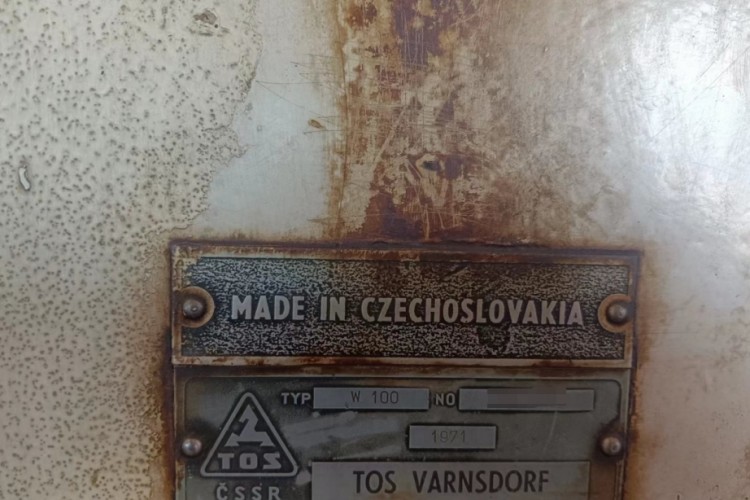 MADE IN CZECHOSLOVAKIA
TYP W 100 NO
1971
TOS
ČSSR
TOS VARNSDORF